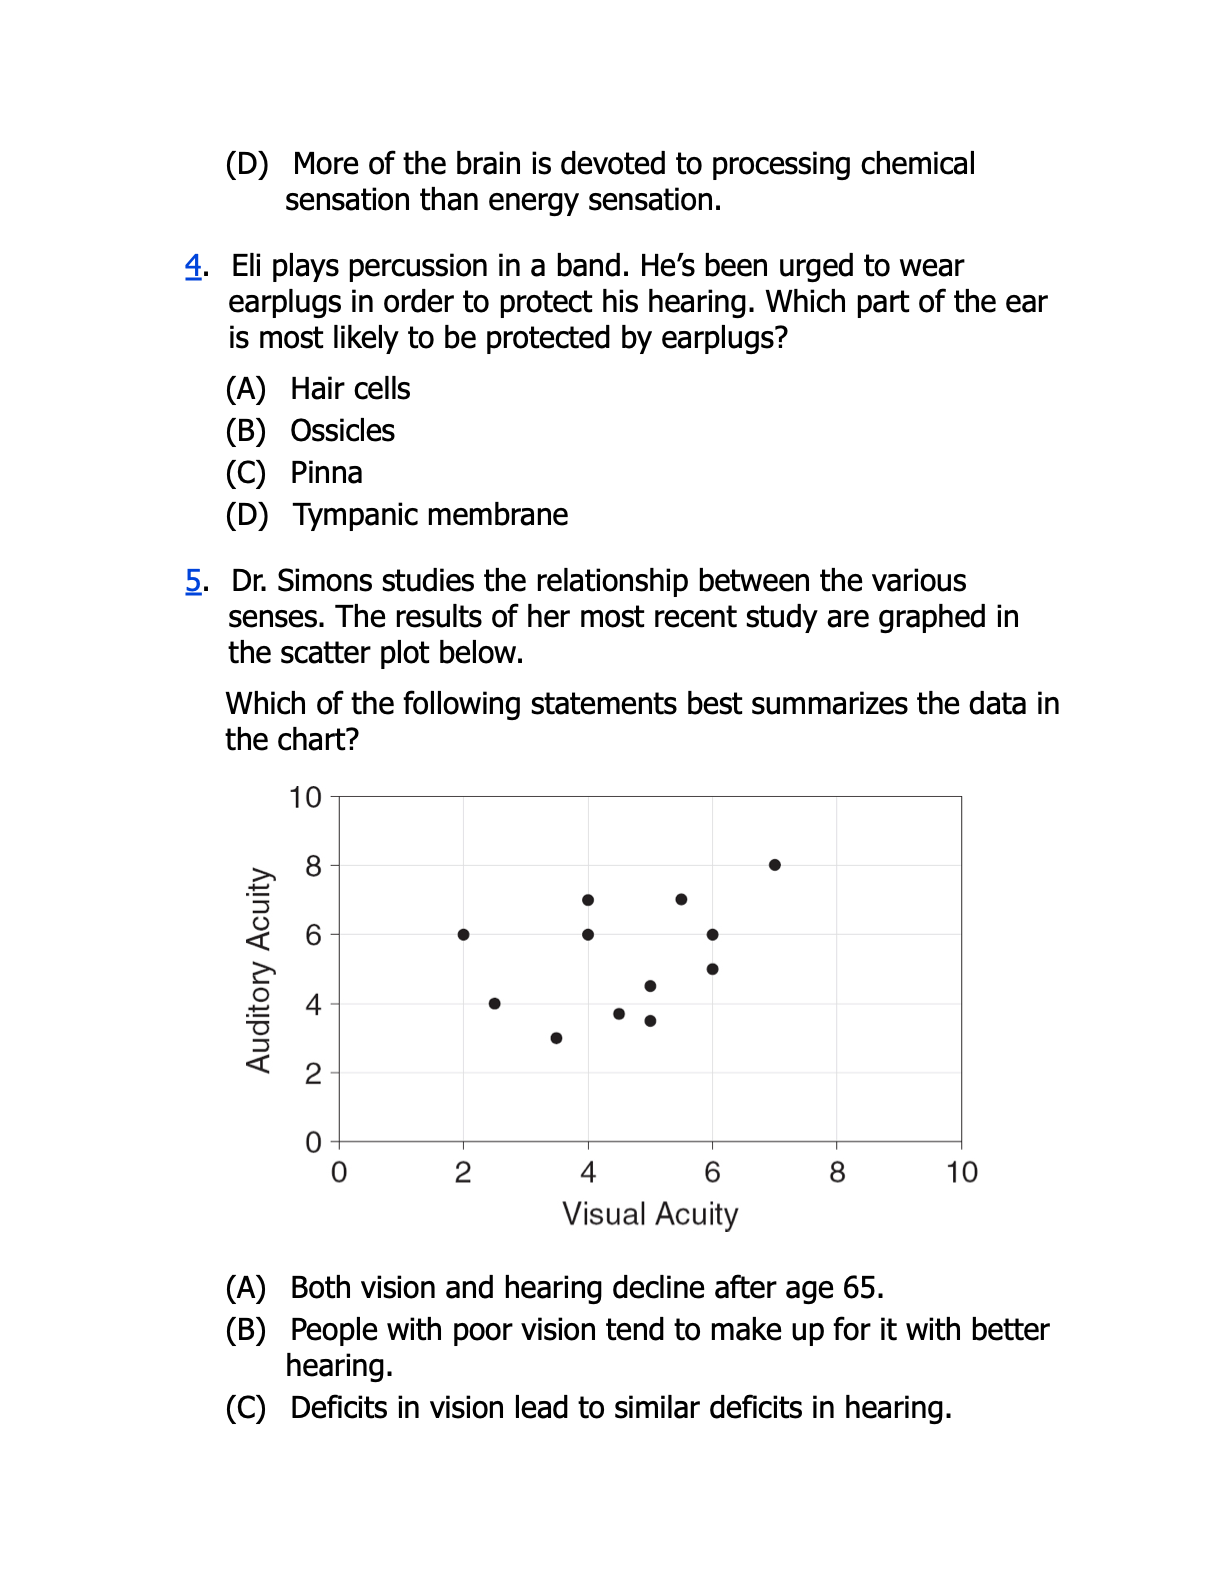 (D) More of the brain is devoted to processing chemical
sensation than energy sensation.
4. Eli plays percussion in a band. He’s been urged to wear
earplugs in order to protect his hearing. Which part of the ear
is most likely to be protected by earplugs?
(A) Hair cells
(B) Ossicles
(C) Pinna
(D) Tympanic membrane
5. Dr. Simons studies the relationship between the various
senses. The results of her most recent study are graphed in
the scatter plot below.
Which of the following statements best summarizes the data in
the chart?
10
8
6
4
2
0
Auditory Acuity
0 2 4 6 8 10
Visual Acuity
(A) Both vision and hearing decline after age 65.
(B) People with poor vision tend to make up for it with better
hearing.
(C) Deficits in vision lead to similar deficits in hearing.